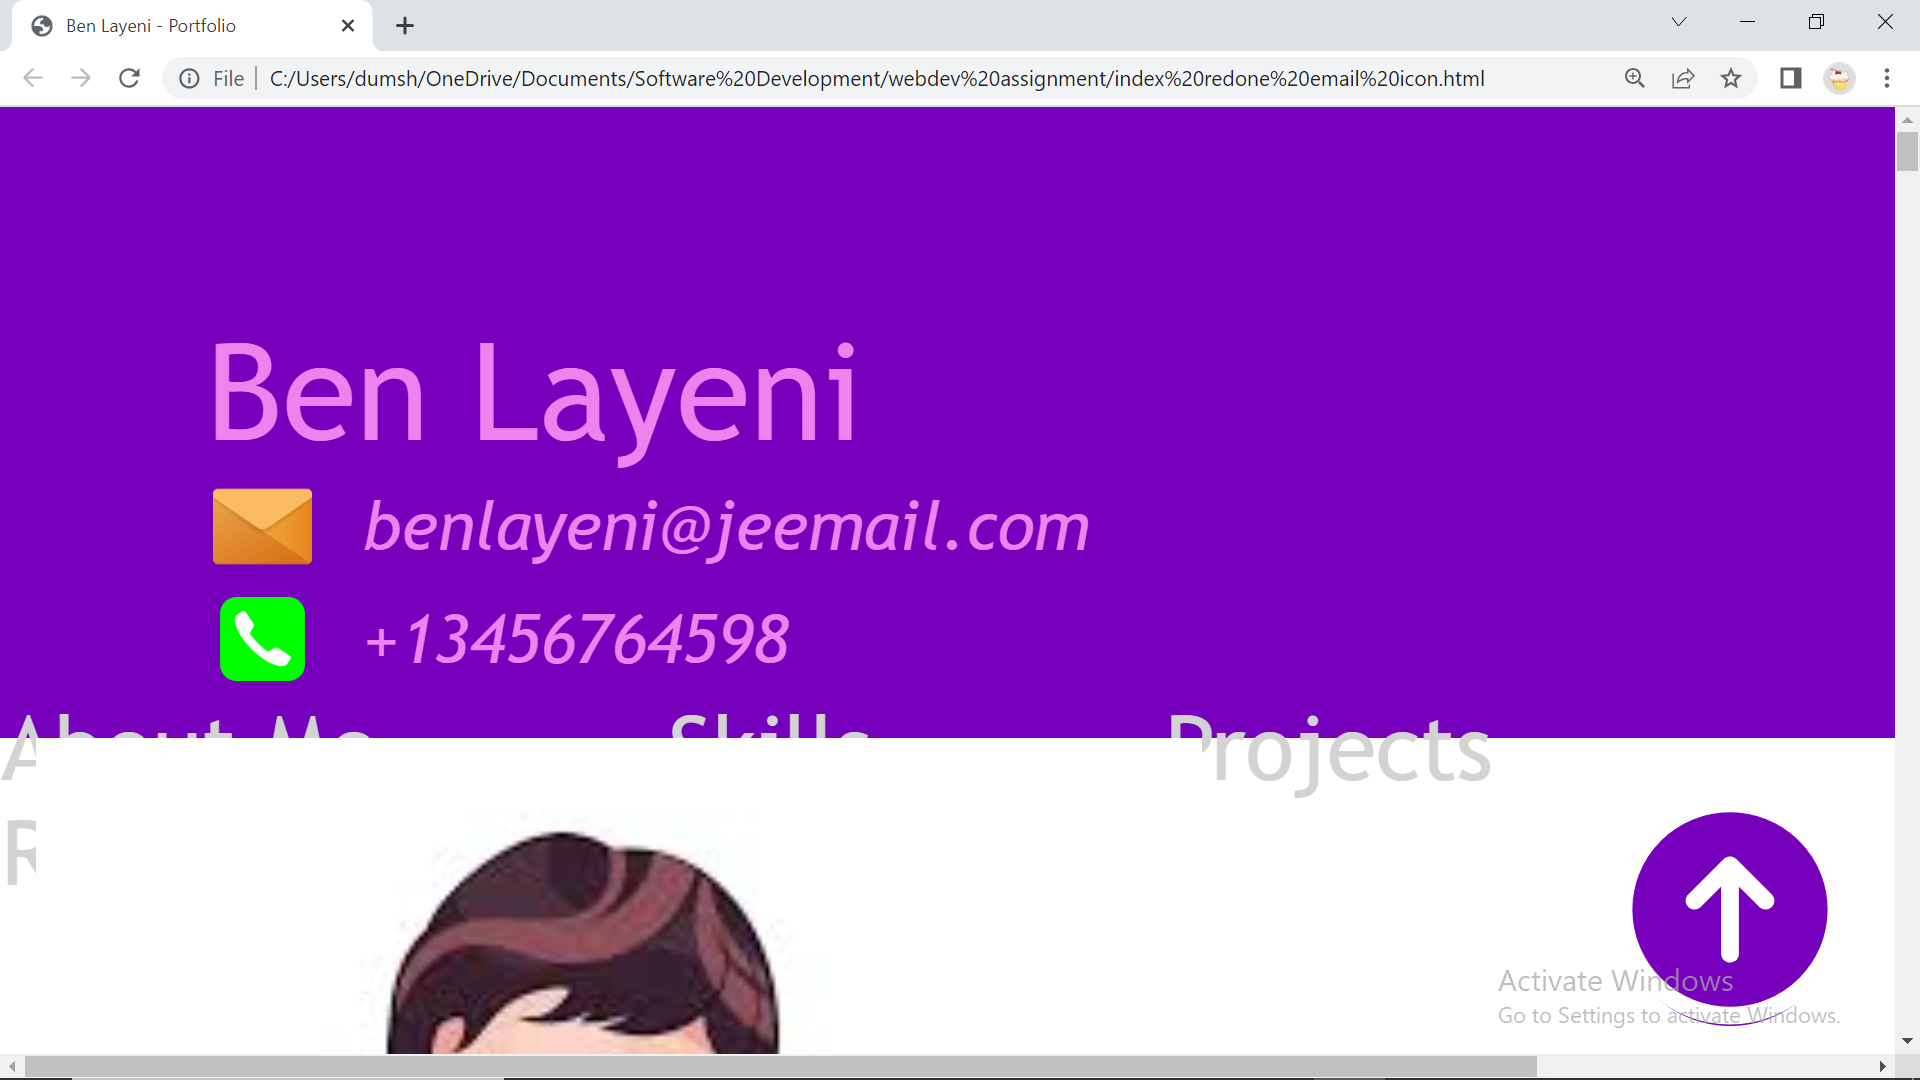 Ben Layeni - Portfolio
File | C:/Users/dumsh/OneDrive/Documents/Software%20Development/webdev%20assignment/index%20redone%20email%20icon.html
Ben Layeni
benlayeni@jeemail.com
+13456764598
About Me Skills Projects
R
Activate Windows
Go to Settings to activate Windows.